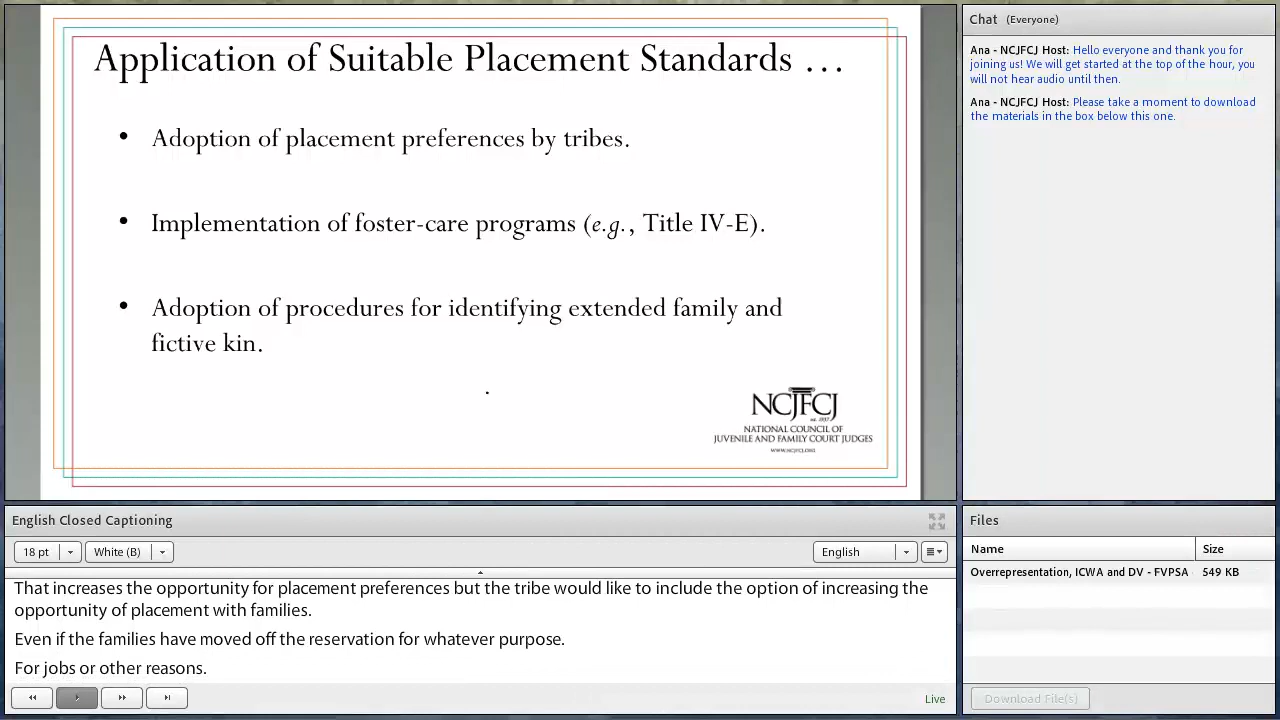 Application of Suitable Placement Standards ...
• Adoption of placement preferences by tribes.
• Implementation of foster-care programs (e.g., Title IV-E).
• Adoption of procedures for identifying extended family and
fictive kin.
.
NCJFCJ
est. 1937
NATIONAL COUNCIL OF
JUVENILE AND FAMILY COURT JUDGES
WWW.NCJFCJ.ORG
Chat (Everyone)
Ana - NCJFCJ Host: Hello everyone and thank you for
joining us! We will get started at the top of the hour, you
will not hear audio until then.
Ana - NCJFCJ Host: Please take a moment to download
the materials in the box below this one.
English Closed Captioning
18 pt White (B) English
That increases the opportunity for placement preferences but the tribe would like to include the option of increasing the
opportunity of placement with families.
Even if the families have moved off the reservation for whatever purpose.
For jobs or other reasons.
Live
Files
Name Size
Overrepresentation, ICWA and DV - FVPSA 549 KB
Download File(s)